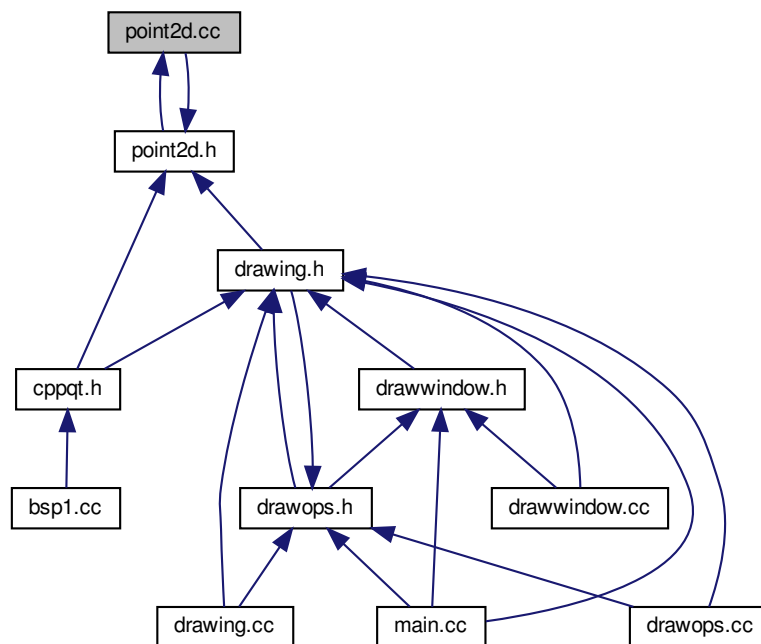 point2d.cc
point2d.h
drawing.h
cppqt.h
drawwindow.h
bsp1.cc
drawops.h
drawwindow.cc
drawing.cc
main.cc
drawops.cc